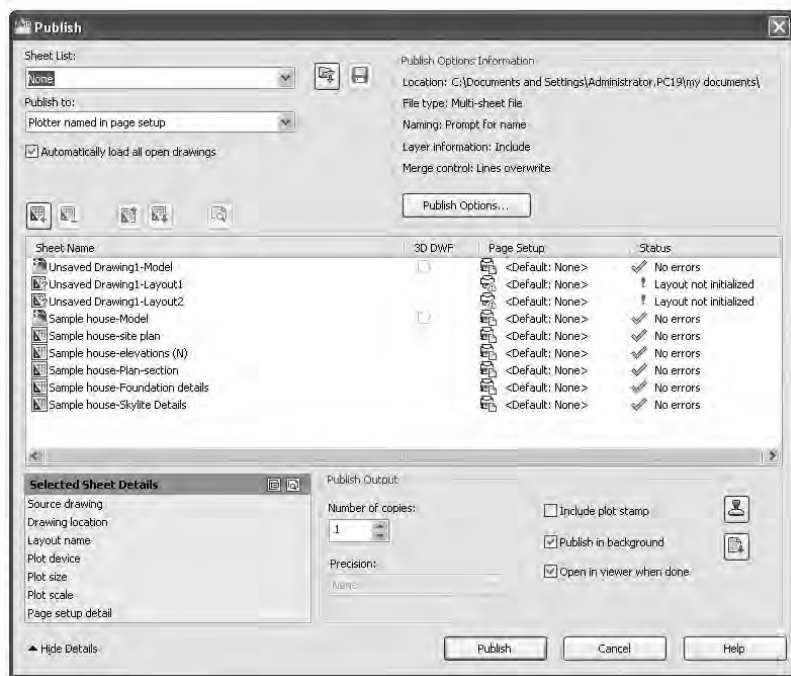 Publish
Sheet List:
None
Publish to:
Plotter named in page setup
Automatically load all open drawings
Publish Options Information
Location: C:\Documents and Settings\Administrator.PC19\my documents\
File type: Multi-sheet file
Naming: Prompt for name
Layer information: Include
Merge control: Lines overwrite
Publish Options...
Sheet Name 3D DWF Page Setup Status
Unsaved Drawing1-Model <Default: None> No errors
Unsaved Drawing1-Layout1 <Default: None> Layout not initialized
Unsaved Drawing1-Layout2 <Default: None> Layout not initialized
Sample house-Model <Default: None> No errors
Sample house-site plan <Default: None> No errors
Sample house-elevations (N) <Default: None> No errors
Sample house-Plan-section <Default: None> No errors
Sample house-Foundation details <Default: None> No errors
Sample house-Skylite Details <Default: None> No errors
Selected Sheet Details
Source drawing
Drawing location
Layout name
Plot device
Plot size
Plot scale
Page setup detail
Publish Output
Number of copies:
1
Precision:
None
Include plot stamp
Publish in background
Open in viewer when done
Hide Details
Publish
Cancel
Help